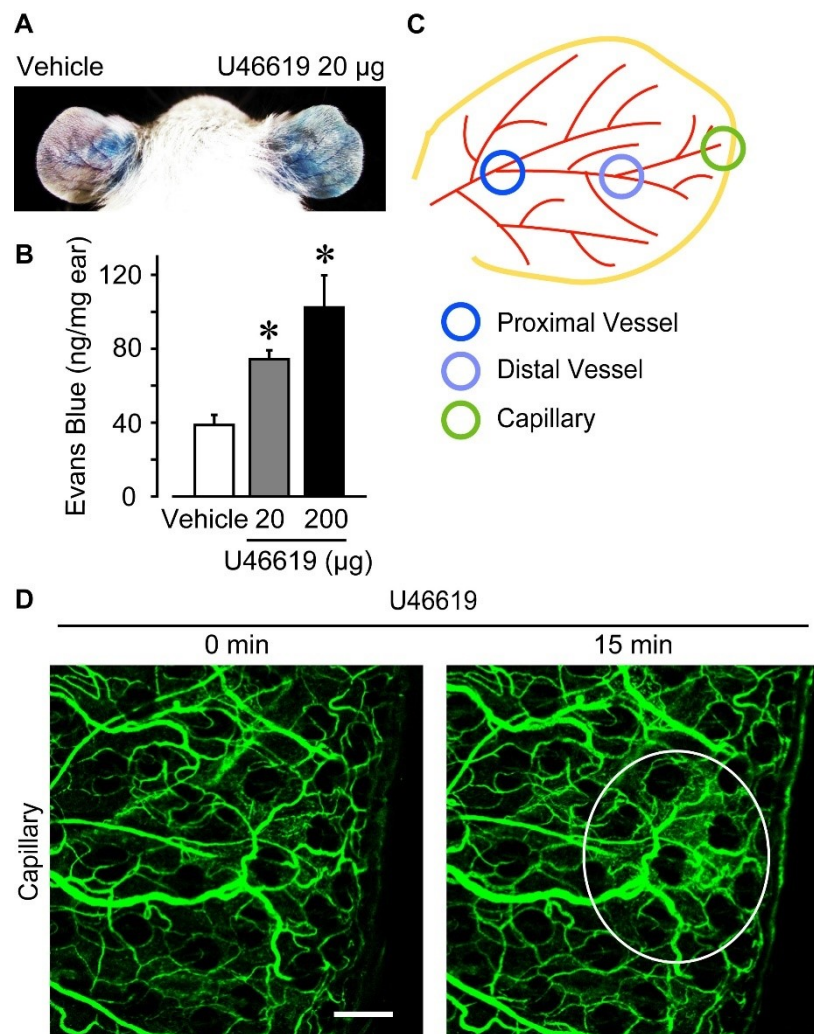 A
Vehicle U46619 20 µg
B
Evans Blue (ng/mg ear)
120
80
40
0
* *
Vehicle 20 200
U46619 (µg)
C
Proximal Vessel
Distal Vessel
Capillary
D
U46619
0 min 15 min
Capillary